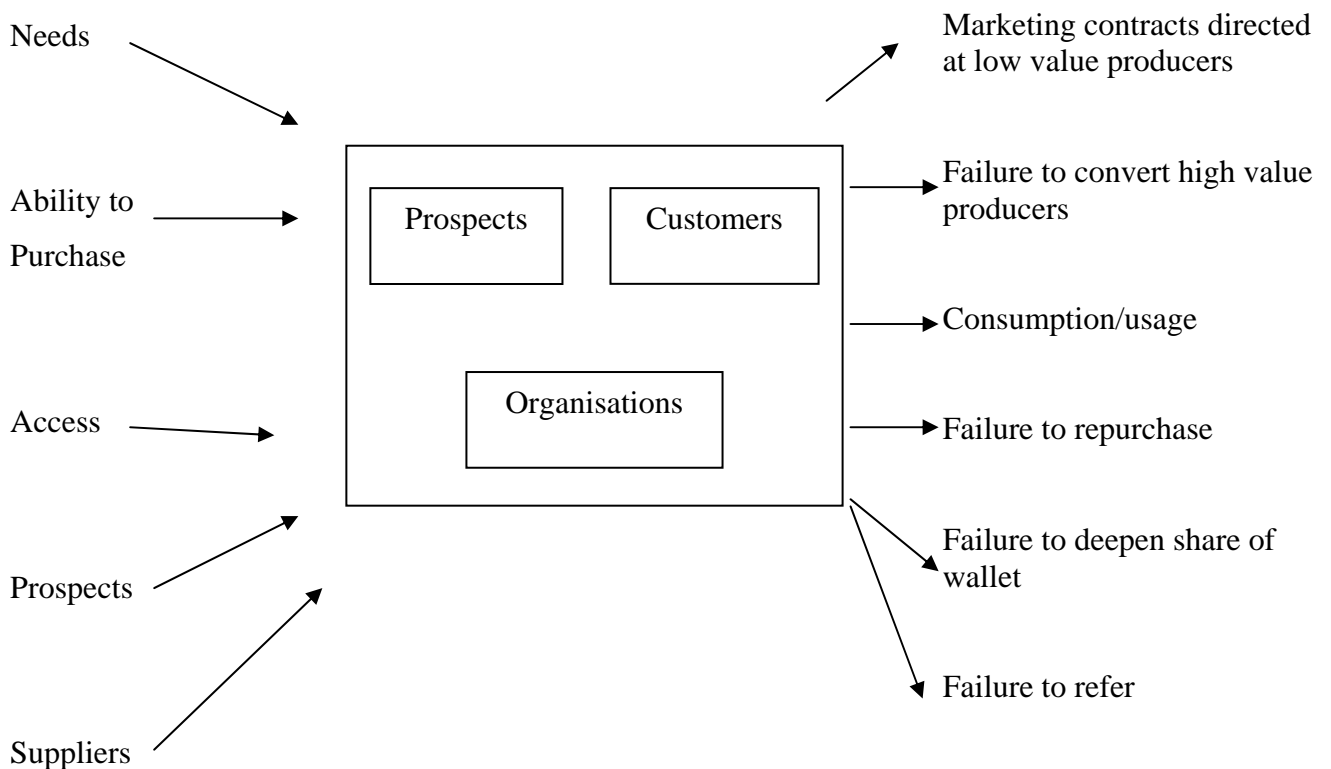 Needs
Ability to
Purchase
Access
Prospects
Suppliers
Prospects
Customers
Organisations
Marketing contracts directed
at low value producers
Failure to convert high value
producers
Consumption/usage
Failure to repurchase
Failure to deepen share of
wallet
Failure to refer